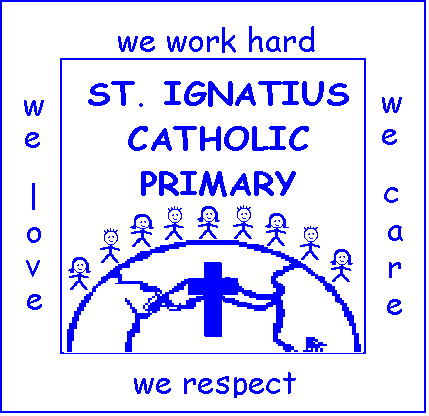 we work hard
ST. IGNATIUS
CATHOLIC
PRIMARY
we love
we care
we respect